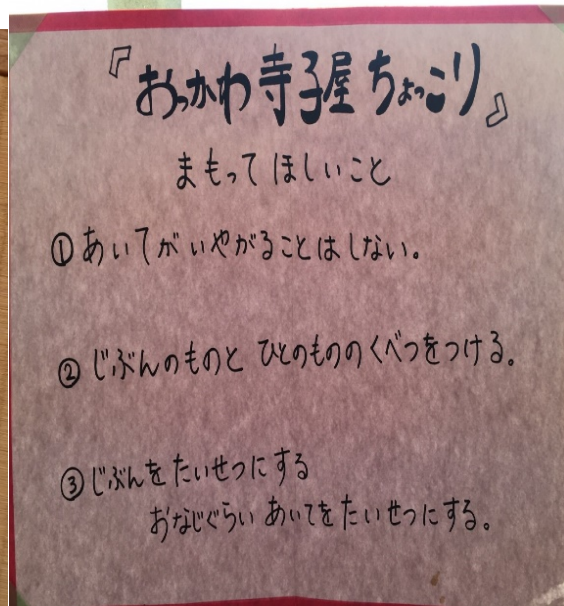 『おっかわ寺子屋 ちょっこり』
まもって ほしいこと
①あいてが いやがることは しない。
②じぶんのものと ひとのものの くべつをつける。
③じぶんを たいせつにする
おなじぐらい あいてを たいせつにする。